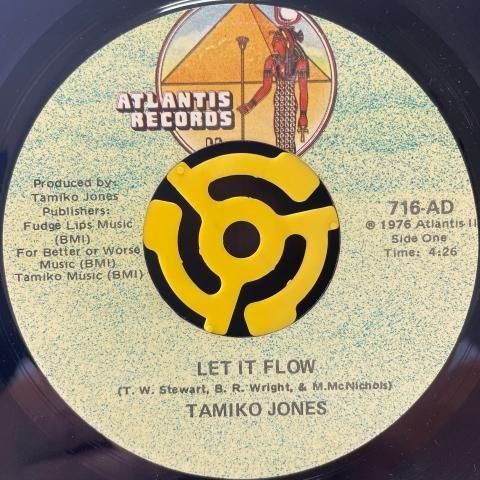 ATLANTIS
RECORDS
Produced by:
Tamiko Jones
Publishers:
Fudge Lips Music
(BMI)
For Better or Worse
Music (BMI)
Tamiko Music (BMI)
716-AD
℗ 1976 Atlantis II
Side One
Time: 4:26
LET IT FLOW
(T. W. Stewart, B. R. Wright, & M.McNichols)
TAMIKO JONES